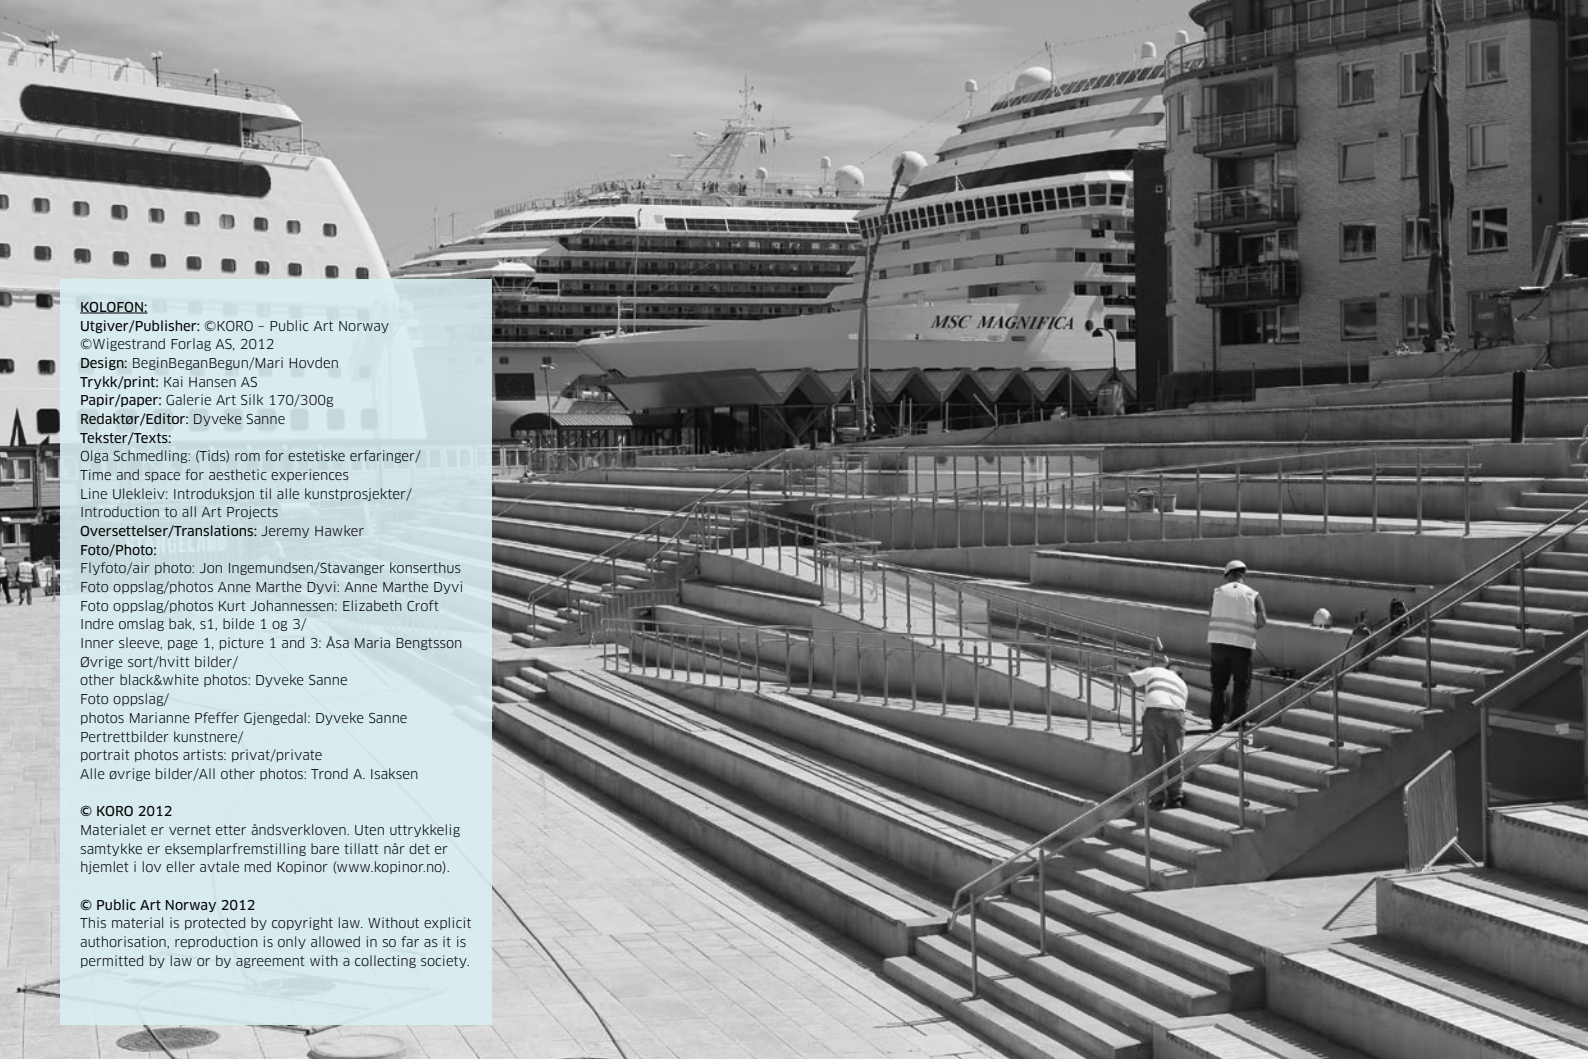 MSC MAGNIFICA
KOLOFON:
Utgiver/Publisher: ©KORO – Public Art Norway
©Wigestrand Forlag AS, 2012
Design: BeginBeganBegun/Mari Hovden
Trykk/print: Kai Hansen AS
Papir/paper: Galerie Art Silk 170/300g
Redaktør/Editor: Dyveke Sanne
Tekster/Texts:
Olga Schmedling: (Tids) rom for estetiske erfaringer/
Time and space for aesthetic experiences
Line Ulekleiv: Introduksjon til alle kunstprosjekter/
Introduction to all Art Projects
Oversettelser/Translations: Jeremy Hawker
Foto/Photo:
Flyfoto/air photo: Jon Ingemundsen/Stavanger konserthus
Foto oppslag/photos Anne Marthe Dyvi: Anne Marthe Dyvi
Foto oppslag/photos Kurt Johannessen: Elizabeth Croft
Indre omslag bak, s1, bilde 1 og 3/
Inner sleeve, page 1, picture 1 and 3: Åsa Maria Bengtsson
Øvrige sort/hvitt bilder/
other black&white photos: Dyveke Sanne
Foto oppslag/
photos Marianne Pfeffer Gjengedal: Dyveke Sanne
Pertrettbilder kunstnere/
portrait photos artists: privat/private
Alle øvrige bilder/All other photos: Trond A. Isaksen
© KORO 2012
Materialet er vernet etter åndsverkloven. Uten uttrykkelig
samtykke er eksemplarfremstilling bare tillatt når det er
hjemlet i lov eller avtale med Kopinor (www.kopinor.no).
© Public Art Norway 2012
This material is protected by copyright law. Without explicit
authorisation, reproduction is only allowed in so far as it is
permitted by law or by agreement with a collecting society.